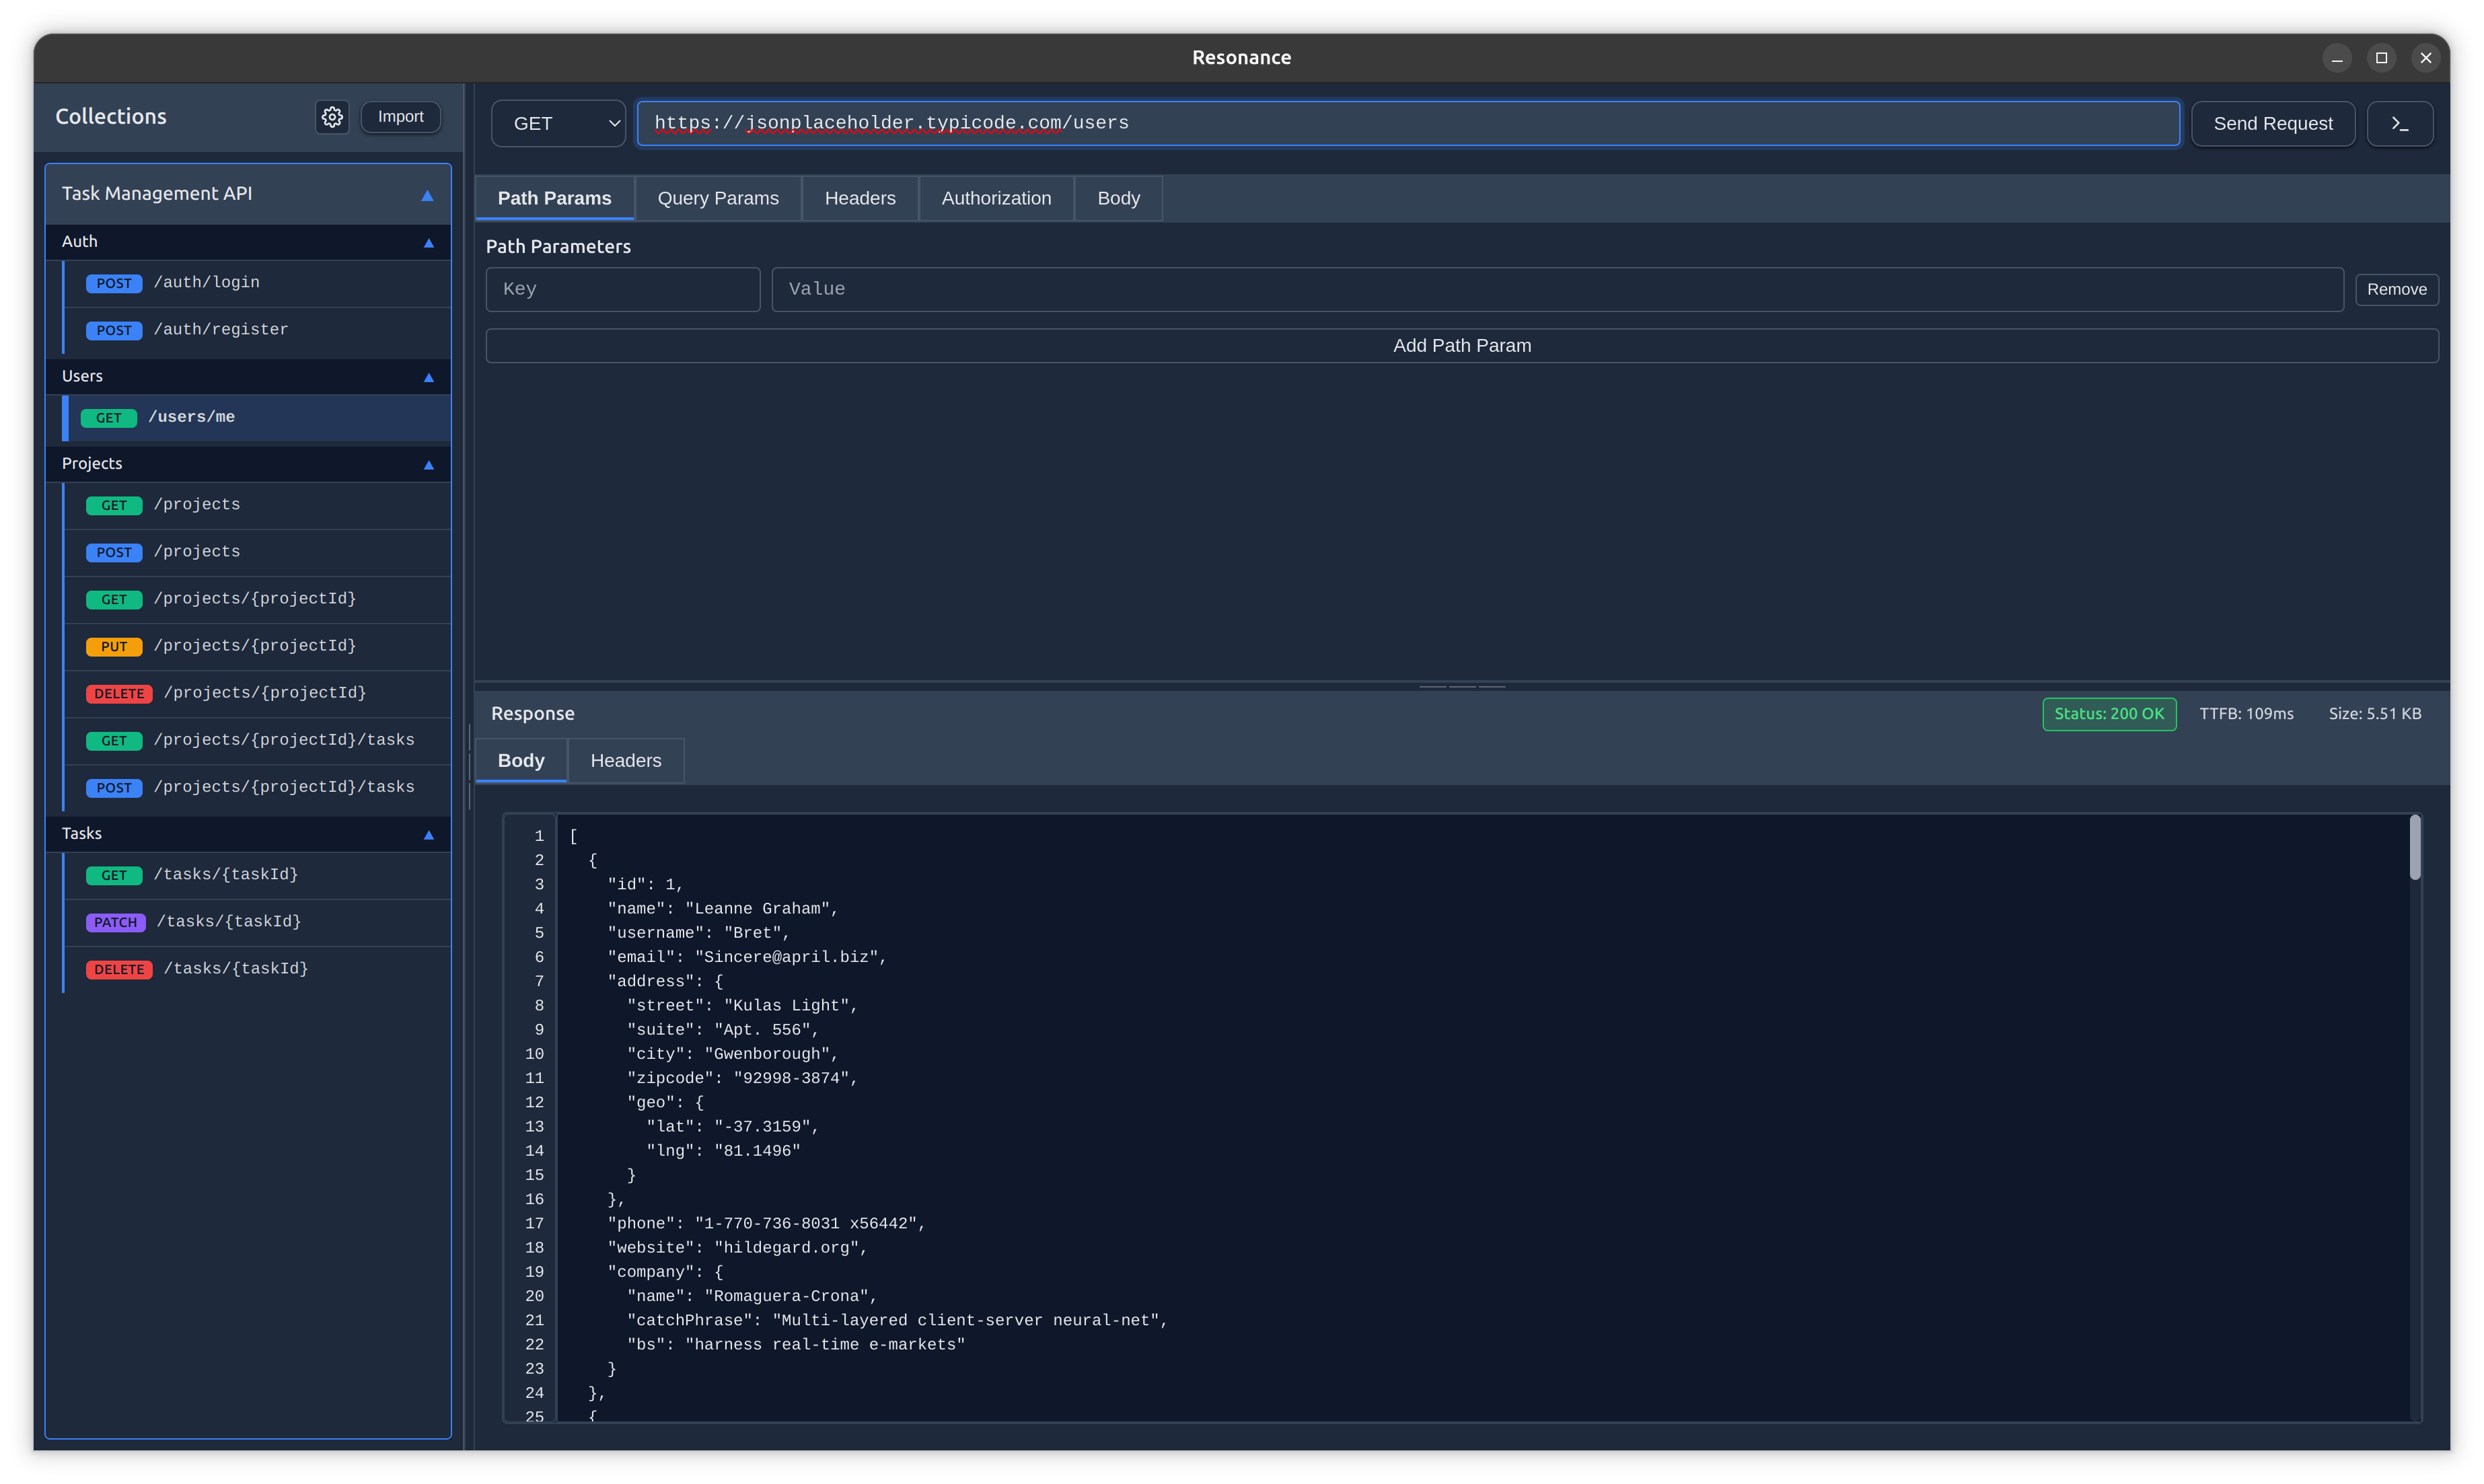 Resonance
Collections
Import
Task Management API
Auth
POST /auth/login
POST /auth/register
Users
GET /users/me
Projects
GET /projects
POST /projects
GET /projects/{projectId}
PUT /projects/{projectId}
DELETE /projects/{projectId}
GET /projects/{projectId}/tasks
POST /projects/{projectId}/tasks
Tasks
GET /tasks/{taskId}
PATCH /tasks/{taskId}
DELETE /tasks/{taskId}
GET https://jsonplaceholder.typicode.com/users Send Request >_
Path Params Query Params Headers Authorization Body
Path Parameters
Key Value Remove
Add Path Param
Response Status: 200 OK TTFB: 109ms Size: 5.51 KB
Body Headers
1 [
2 {
3 "id": 1,
4 "name": "Leanne Graham",
5 "username": "Bret",
6 "email": "Sincere@april.biz",
7 "address": {
8 "street": "Kulas Light",
9 "suite": "Apt. 556",
10 "city": "Gwenborough",
11 "zipcode": "92998-3874",
12 "geo": {
13 "lat": "-37.3159",
14 "lng": "81.1496"
15 }
16 },
17 "phone": "1-770-736-8031 x56442",
18 "website": "hildegard.org",
19 "company": {
20 "name": "Romaguera-Crona",
21 "catchPhrase": "Multi-layered client-server neural-net",
22 "bs": "harness real-time e-markets"
23 }
24 },
25 {